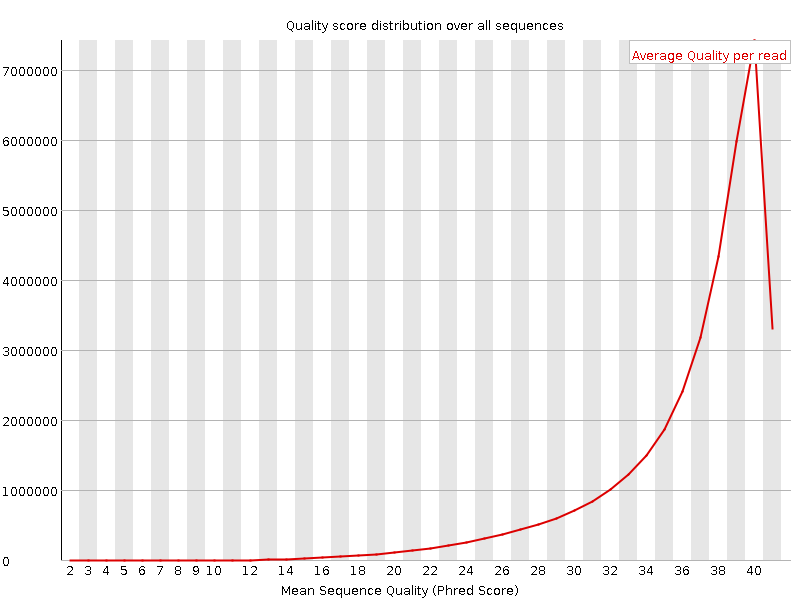 Quality score distribution over all sequences
Average Quality per read
7000000
6000000
5000000
4000000
3000000
2000000
1000000
0
2 3 4 5 6 7 8 9 10 12 14 16 18 20 22 24 26 28 30 32 34 36 38 40
Mean Sequence Quality (Phred Score)